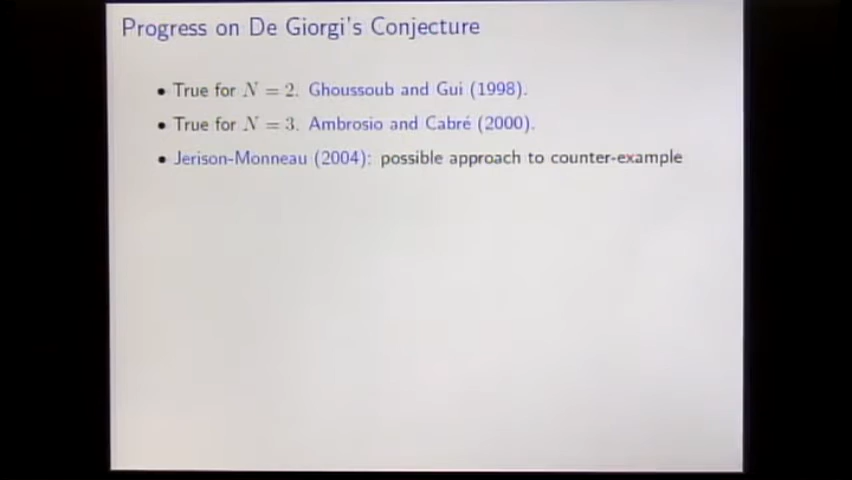 Progress on De Giorgi's Conjecture
• True for N = 2. Ghoussoub and Gui (1998).
• True for N = 3. Ambrosio and Cabré (2000).
• Jerison-Monneau (2004): possible approach to counter-example